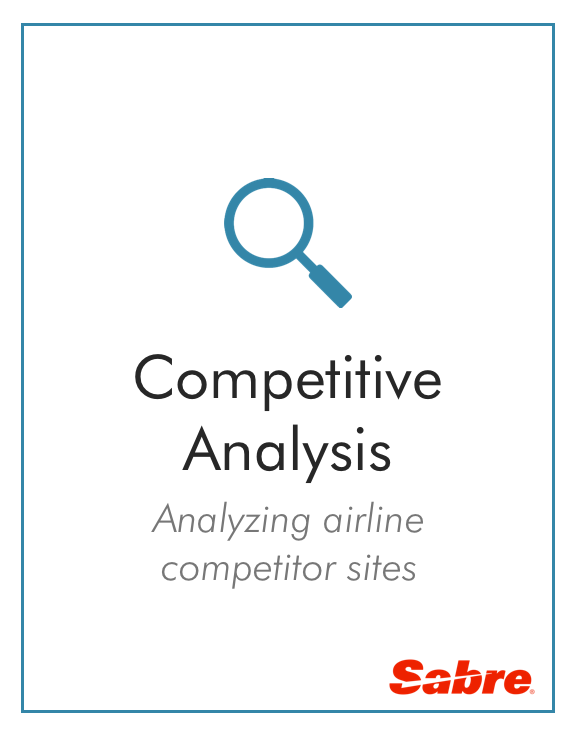 Competitive
Analysis
Analyzing airline
competitor sites
Sabre®